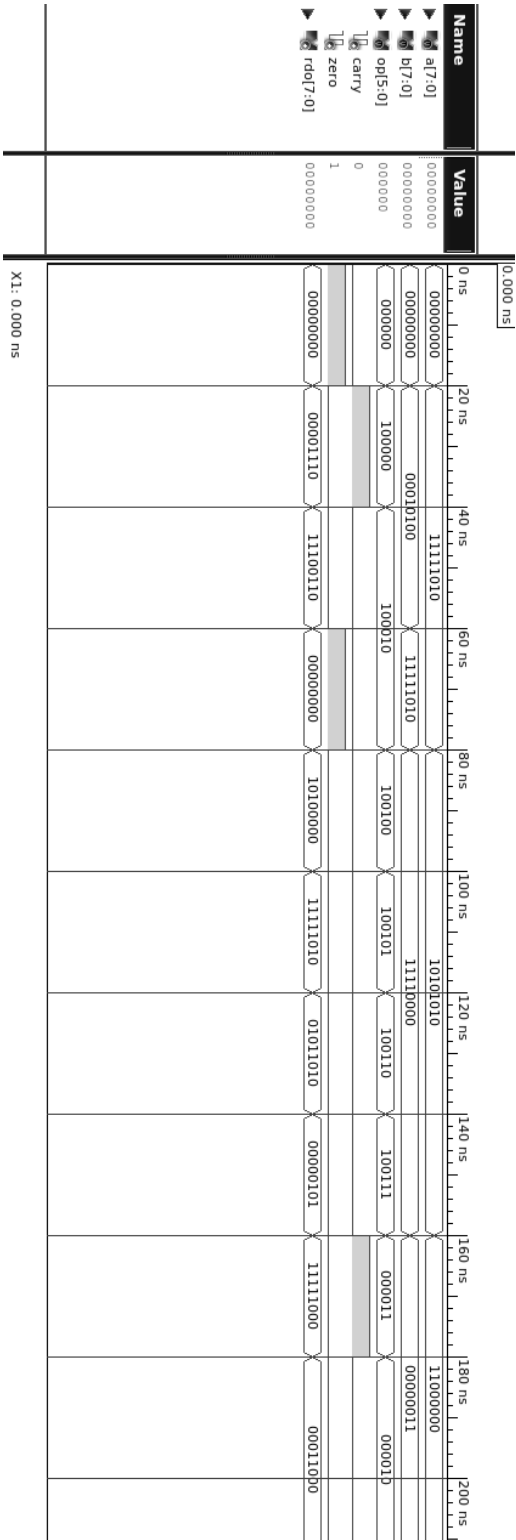 0.000 ns
Name Value 0 ns 20 ns 40 ns 60 ns 80 ns 100 ns 120 ns 140 ns 160 ns 180 ns 200 ns
a[7:0] 00000000 00000000 11111010 10101010 11000000
b[7:0] 00000000 00000000 00010100 11111010 11110000 00000011
op[5:0] 000000 000000 100000 100010 100100 100101 100110 100111 000011 000010
carry 0
zero 1
rdo[7:0] 00000000 00000000 00001110 11100110 00000000 10100000 11111010 01011010 00000101 11111000 00011000
X1: 0.000 ns